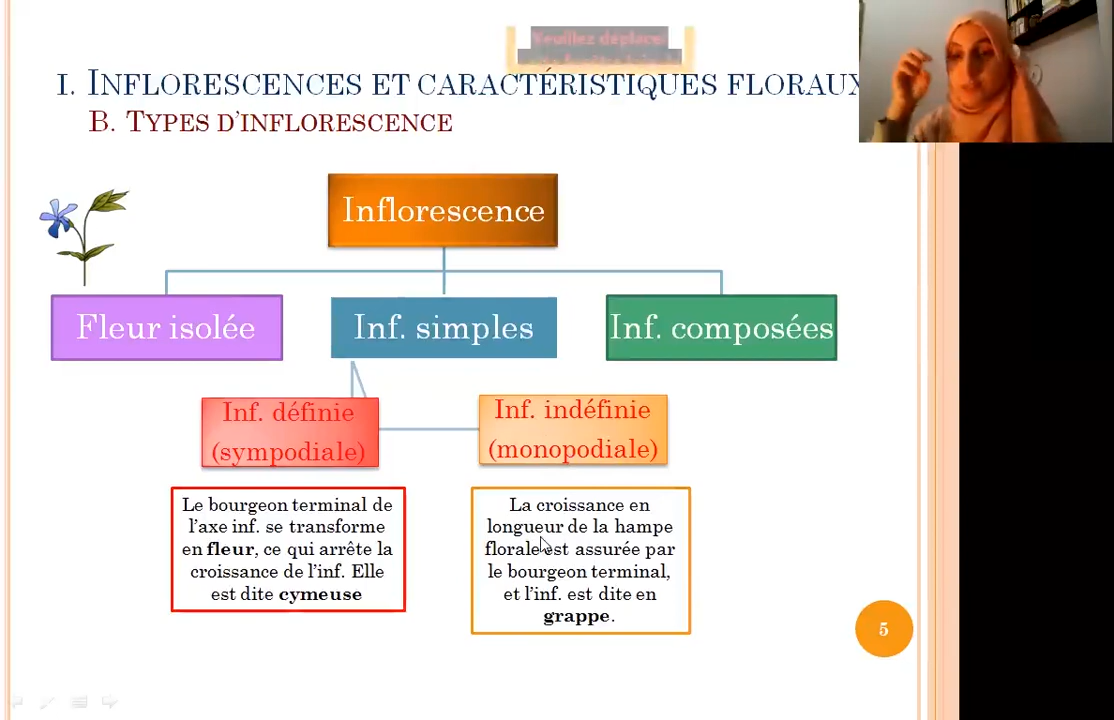 Veuillez déplacer
I. INFLORESCENCES ET CARACTÉRISTIQUES FLORAUX
B. TYPES D'INFLORESCENCE
Inflorescence
Fleur isolée
Inf. simples
Inf. composées
Inf. définie
(sympodiale)
Inf. indéfinie
(monopodiale)
Le bourgeon terminal de
l'axe inf. se transforme
en fleur, ce qui arrête la
croissance de l'inf. Elle
est dite cymeuse
La croissance en
longueur de la hampe
florale est assurée par
le bourgeon terminal,
et l'inf. est dite en
grappe.
5